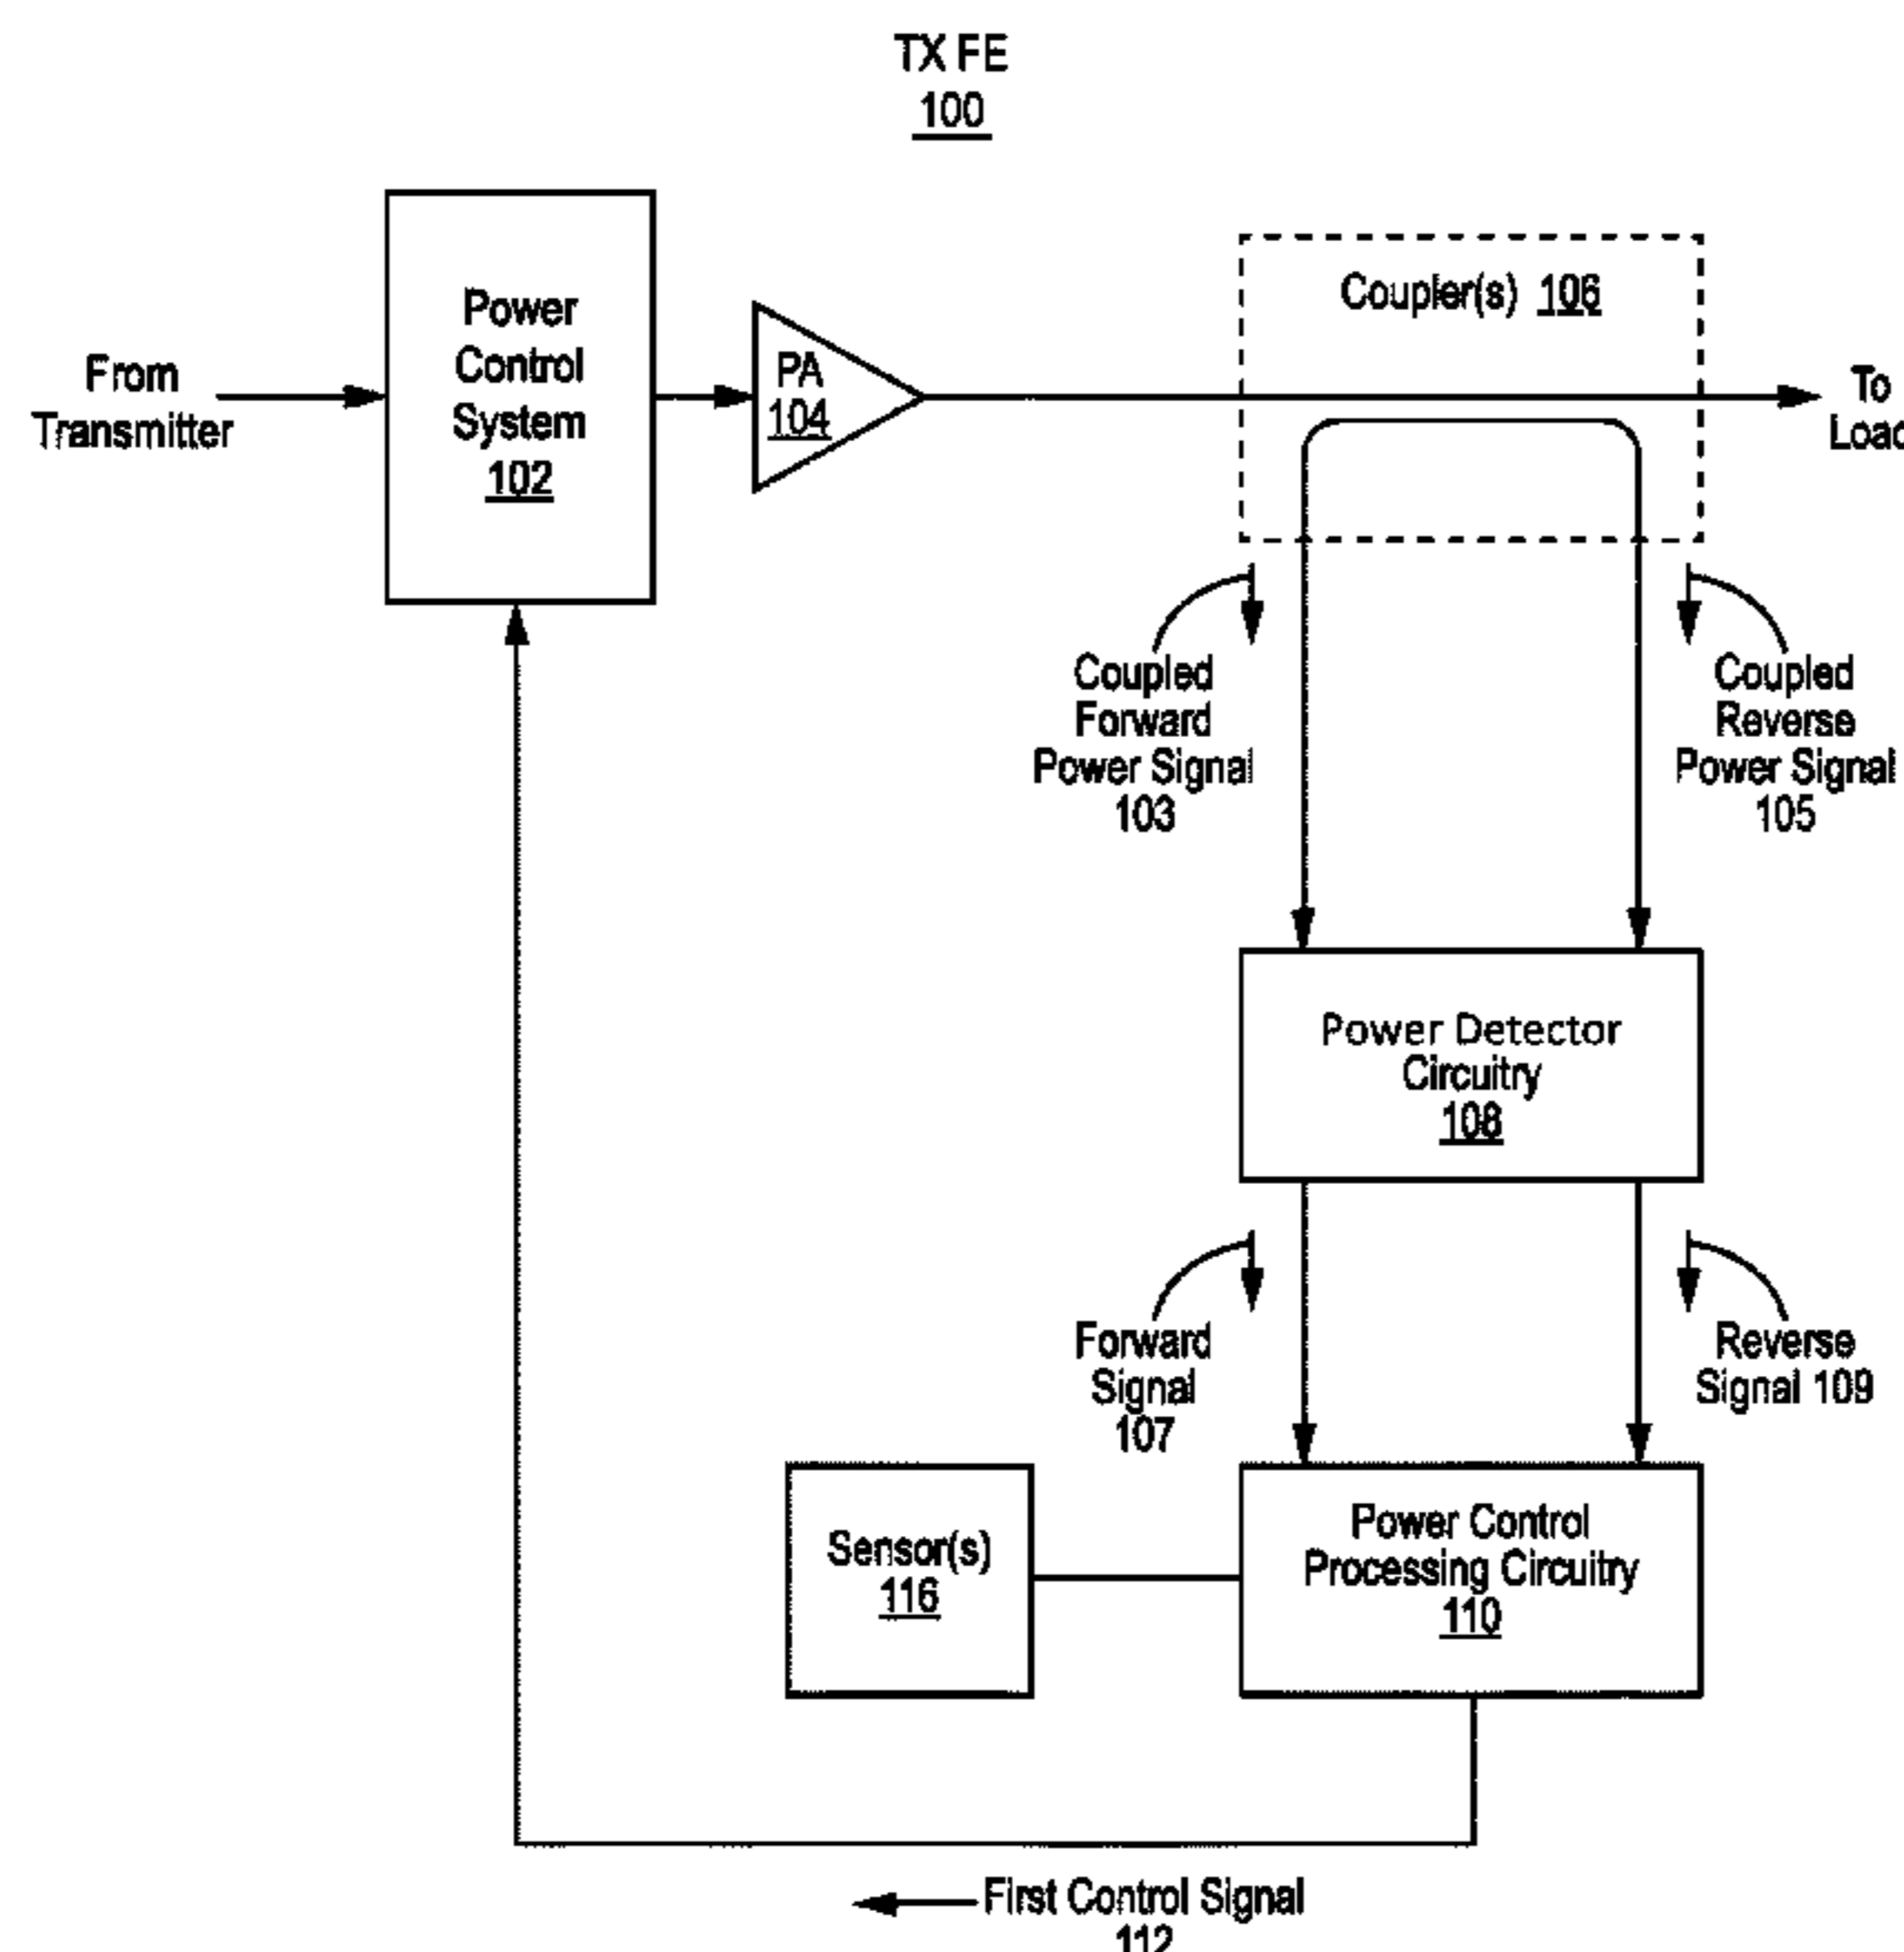 TX FE
100
Power
Control
System
102
From
Transmitter
PA
104
Coupler(s) 106
To
Load
Coupled
Forward
Power Signal
103
Coupled
Reverse
Power Signal
105
Power Detector
Circuitry
108
Forward
Signal
107
Reverse
Signal 109
Sensor(s)
116
Power Control
Processing Circuitry
110
First Control Signal
112